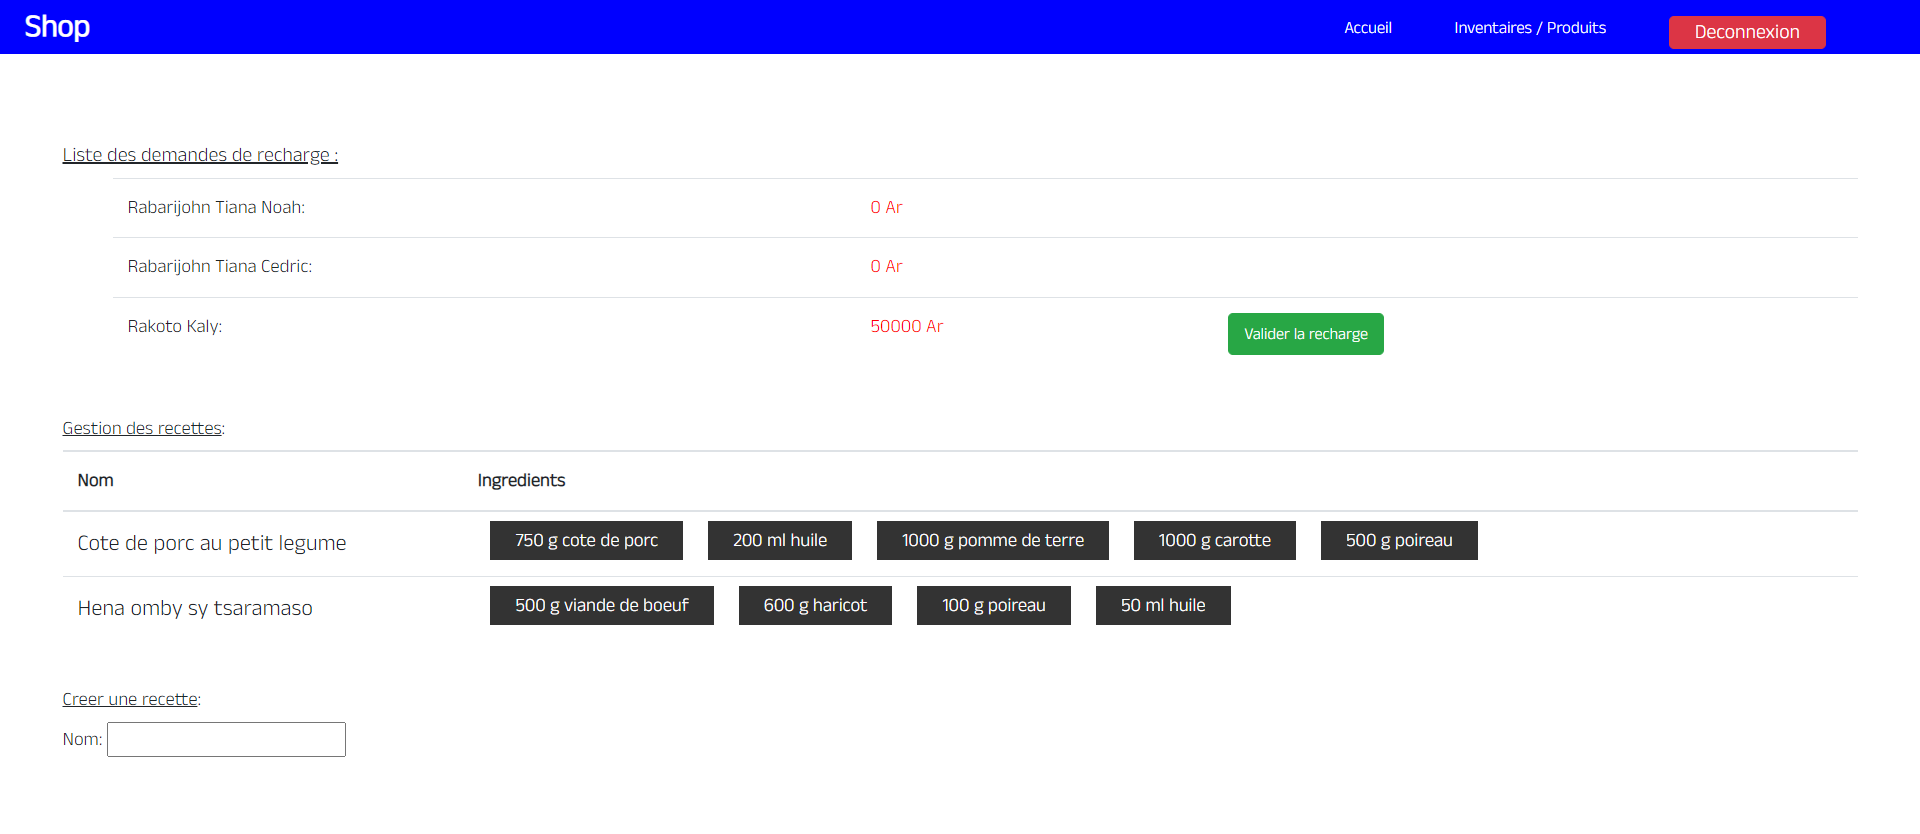 Shop Accueil Inventaires / Produits Deconnexion
Liste des demandes de recharge :
Rabarijohn Tiana Noah: 0 Ar
Rabarijohn Tiana Cedric: 0 Ar
Rakoto Kaly: 50000 Ar Valider la recharge
Gestion des recettes:
Nom Ingredients
Cote de porc au petit legume 750 g cote de porc 200 ml huile 1000 g pomme de terre 1000 g carotte 500 g poireau
Hena omby sy tsaramaso 500 g viande de boeuf 600 g haricot 100 g poireau 50 ml huile
Creer une recette:
Nom: